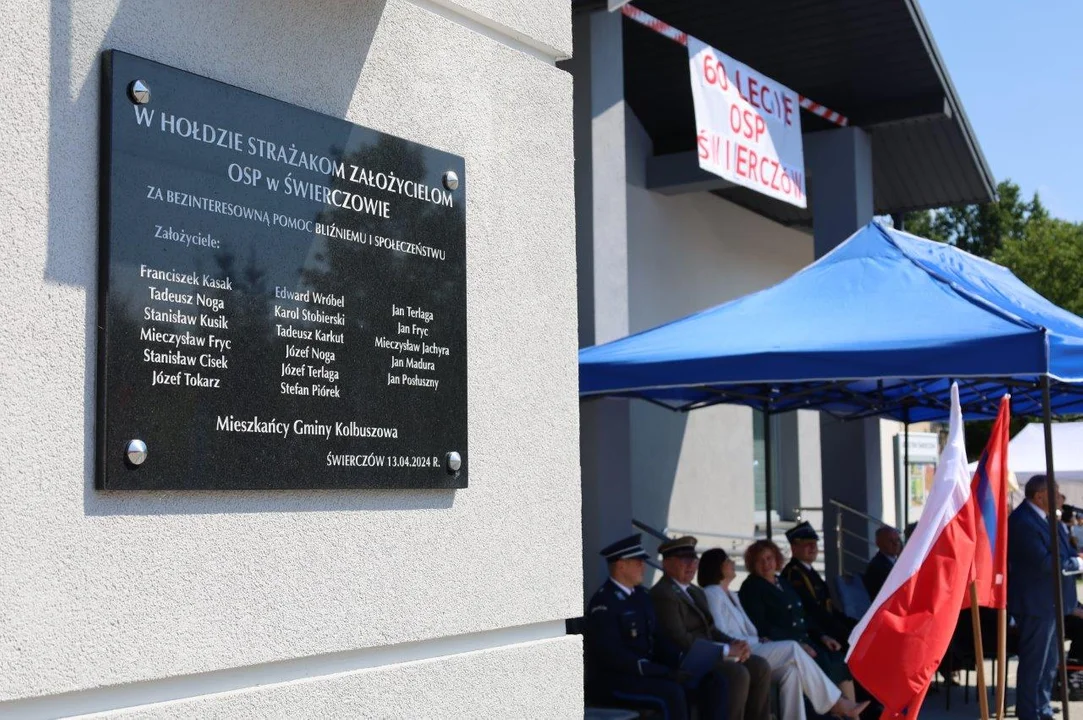 W HOŁDZIE STRAŻAKOM ZAŁOŻYCIELOM
OSP w ŚWIERCZOWIE
ZA BEZINTERESOWNĄ POMOC BLIŹNIEMU I SPOŁECZEŃSTWU
Założyciele:
Franciszek Kasak
Tadeusz Noga
Stanisław Kusik
Mieczysław Fryc
Stanisław Cisek
Józef Tokarz
Edward Wróbel
Karol Stobierski
Tadeusz Karkut
Józef Noga
Józef Terlaga
Stefan Piórek
Jan Terlaga
Jan Fryc
Mieczysław Jachyra
Jan Madura
Jan Posłuszny
Mieszkańcy Gminy Kolbuszowa
ŚWIERCZÓW 13.04.2024 R.
60 LECIE
OSP
ŚWIERCZÓW